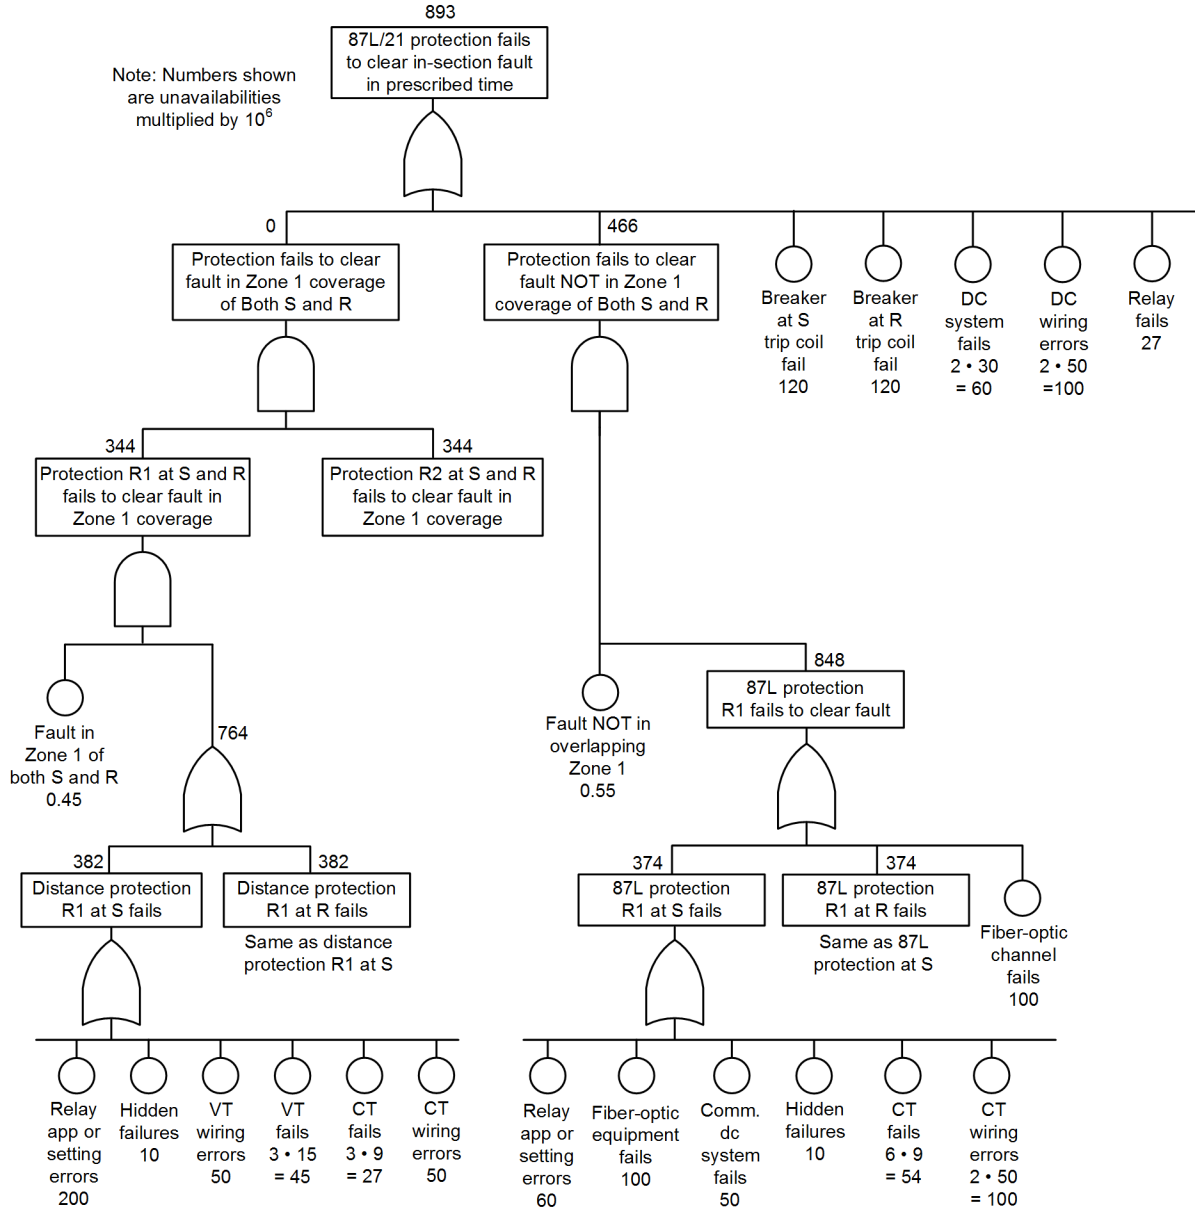 893
87L/21 protection fails
to clear in-section fault
in prescribed time
Note: Numbers shown
are unavailabilities
multiplied by 10⁶
0
Protection fails to clear
fault in Zone 1 coverage
of Both S and R
466
Protection fails to clear
fault NOT in Zone 1
coverage of Both S and R
Breaker
at S
trip coil
fail
120
Breaker
at R
trip coil
fail
120
DC
system
fails
2 • 30
= 60
DC
wiring
errors
2 • 50
=100
Relay
fails
27
344
Protection R1 at S and R
fails to clear fault in
Zone 1 coverage
344
Protection R2 at S and R
fails to clear fault in
Zone 1 coverage
Fault in
Zone 1 of
both S and R
0.45
764
Fault NOT in
overlapping
Zone 1
0.55
848
87L protection
R1 fails to clear fault
382
Distance protection
R1 at S fails
382
Distance protection
R1 at R fails
Same as distance
protection R1 at S
374
87L protection
R1 at S fails
374
87L protection
R1 at R fails
Same as 87L
protection at S
Fiber-optic
channel
fails
100
Relay
app or
setting
errors
200
Hidden
failures
10
VT
wiring
errors
50
VT
fails
3 • 15
= 45
CT
fails
3 • 9
= 27
CT
wiring
errors
50
Relay
app or
setting
errors
60
Fiber-optic
equipment
fails
100
Comm.
dc
system
fails
50
Hidden
failures
10
CT
fails
6 • 9
= 54
CT
wiring
errors
2 • 50
= 100